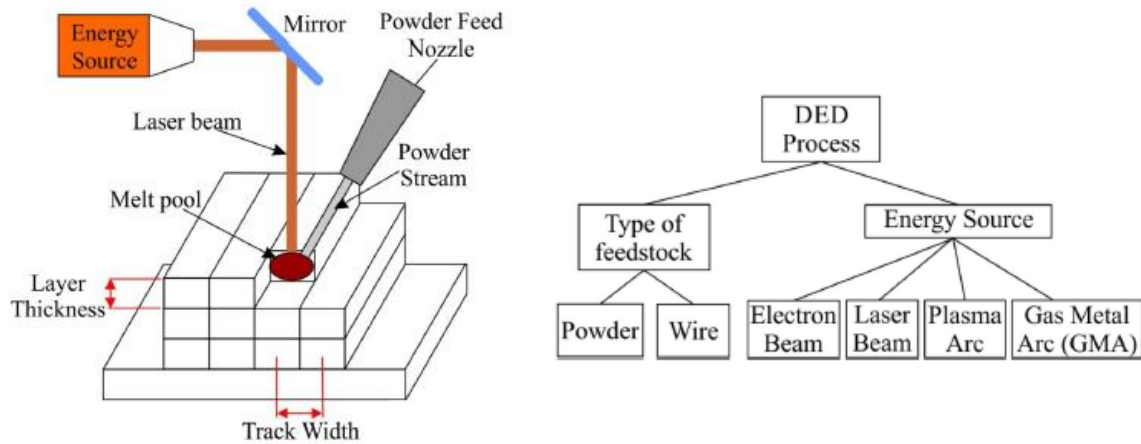 Energy
Source
Mirror
Powder Feed
Nozzle
Laser beam
Powder
Stream
Melt pool
Layer
Thickness
Track Width
DED
Process
Type of
feedstock
Energy Source
Powder
Wire
Electron
Beam
Laser
Beam
Plasma
Arc
Gas Metal
Arc (GMA)